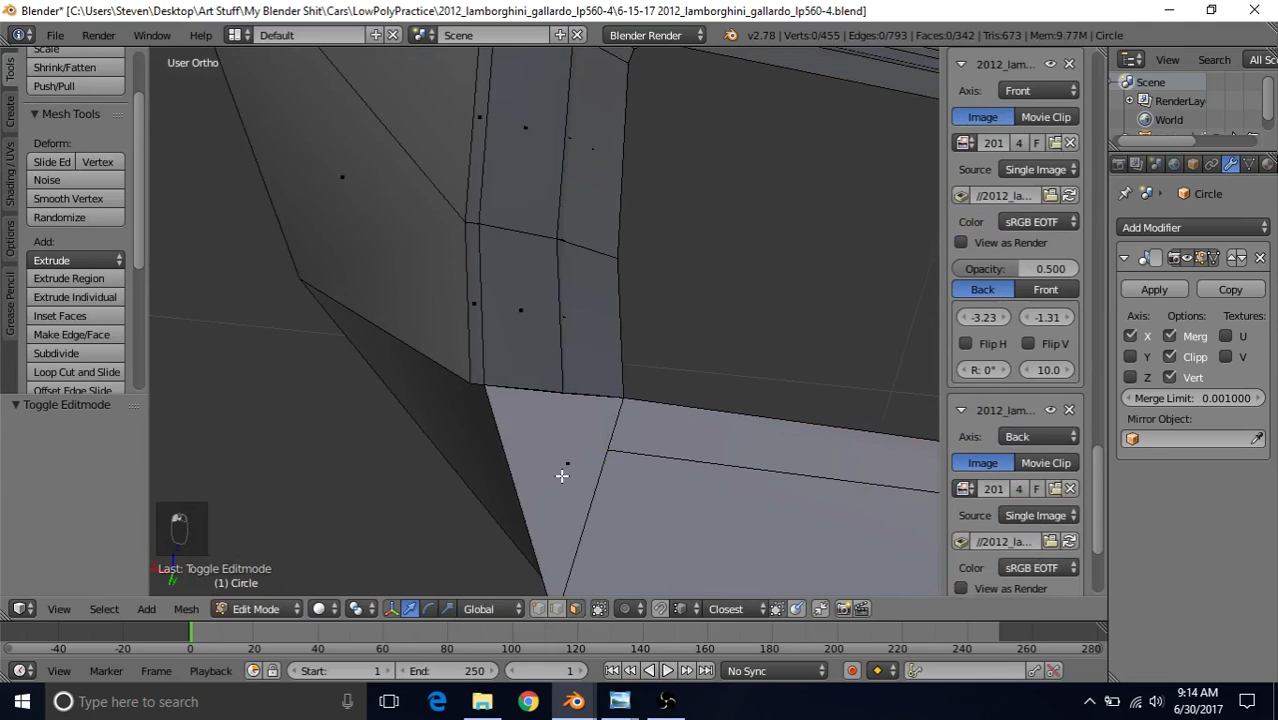 Blender* [C:\Users\Steven\Desktop\Art Stuff\My Blender Shit\Cars\LowPolyPractice\2012_lamborghini_gallardo_lp560-4\6-15-17 2012_lamborghini_gallardo_lp560-4.blend]
File Render Window Help Default Scene Blender Render v2.78 | Verts:0/455 | Edges:0/793 | Faces:0/342 | Tris:673 | Mem:9.77M | Circle
User Ortho
Tools
Create
Shading / UVs
Options
Grease Pencil
Scale
Shrink/Fatten
Push/Pull
Mesh Tools
Deform:
Slide Ed Vertex
Noise
Smooth Vertex
Randomize
Add:
Extrude
Extrude Region
Extrude Individual
Inset Faces
Make Edge/Face
Subdivide
Loop Cut and Slide
Offset Edge Slide
Toggle Editmode
Last: Toggle Editmode
(1) Circle
2012_lam...
Axis: Front
Image Movie Clip
201 4 F
Source Single Image
//2012_la...
Color sRGB EOTF
View as Render
Opacity: 0.500
Back Front
-3.23 -1.31
Flip H Flip V
R: 0° 10.0
2012_lam...
Axis: Back
Image Movie Clip
201 4 F
Source Single Image
//2012_la...
Color sRGB EOTF
View as Render
View Search All Sc
Scene
RenderLay
World
Circle
Add Modifier
Apply Copy
Axis: Options: Textures:
X Merg U
Y Clipp V
Z Vert
Merge Limit: 0.001000
Mirror Object:
View Select Add Mesh Edit Mode Global Closest
-40 -20 0 20 40 60 80 100 120 140 160 180 200 220 240 260 280
View Marker Frame Playback Start: 1 End: 250 1 No Sync
Type here to search
9:14 AM
6/30/2017